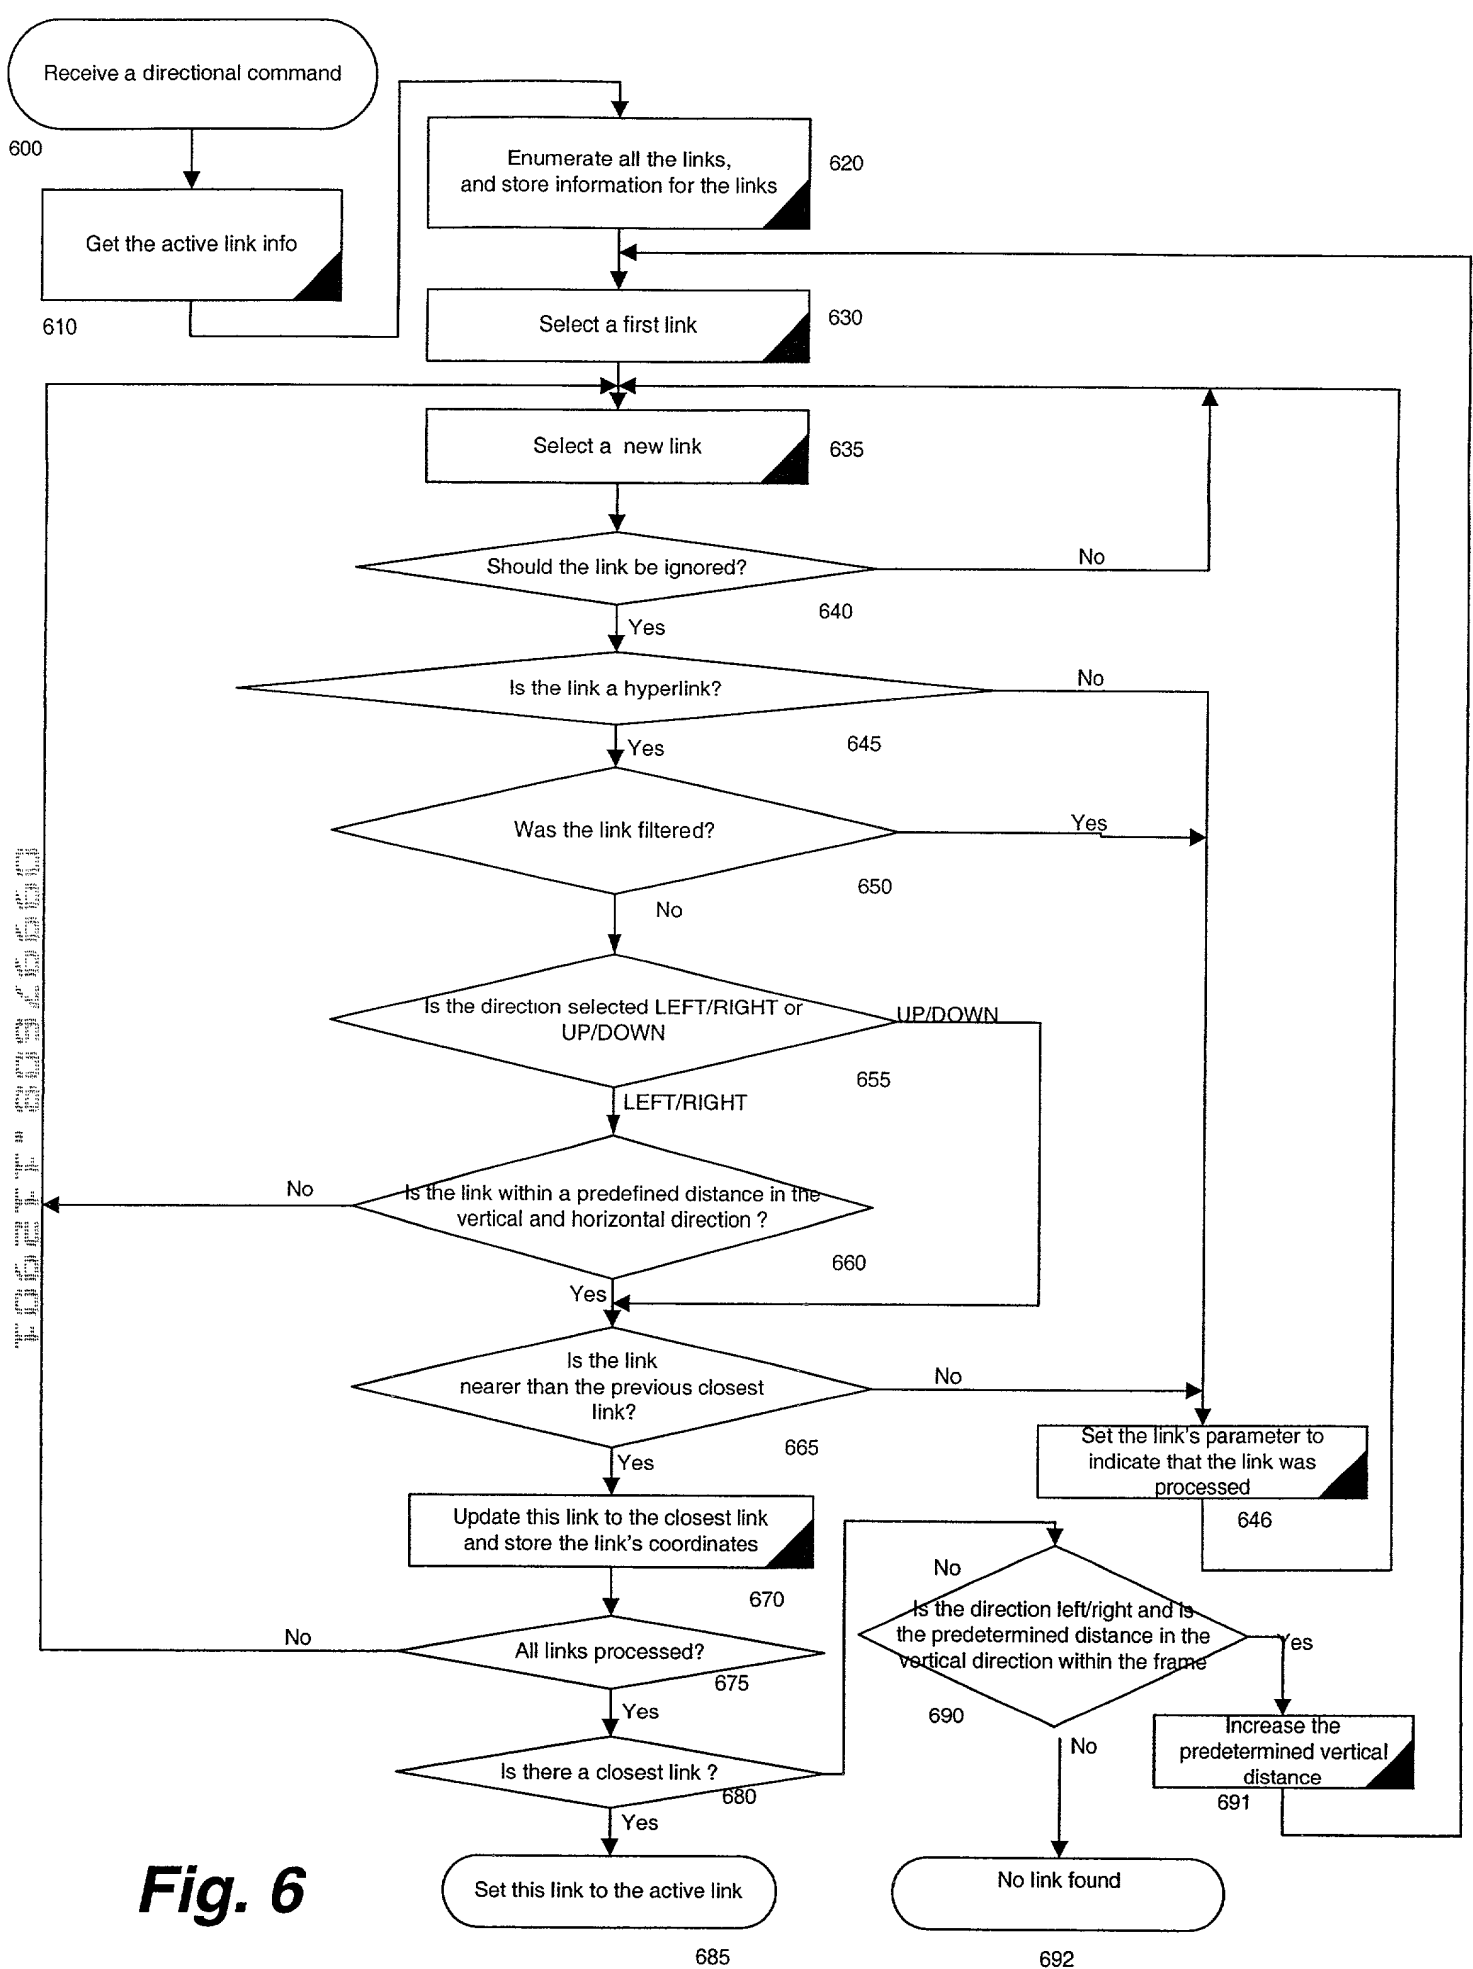 Receive a directional command
600
Get the active link info
610
Enumerate all the links,
and store information for the links
620
Select a first link
630
Select a new link
635
Should the link be ignored?
No
640
Yes
Is the link a hyperlink?
No
645
Yes
Was the link filtered?
Yes
650
No
Is the direction selected LEFT/RIGHT or
UP/DOWN
UP/DOWN
655
LEFT/RIGHT
Is the link within a predefined distance in the
vertical and horizontal direction ?
No
660
Yes
Is the link
nearer than the previous closest
link?
No
665
Yes
Set the link's parameter to
indicate that the link was
processed
646
Update this link to the closest link
and store the link's coordinates
670
All links processed?
No
675
Yes
Is there a closest link ?
680
No
Yes
Is the direction left/right and is
the predetermined distance in the
vertical direction within the frame
Yes
690
No
Increase the
predetermined vertical
distance
691
Set this link to the active link
685
No link found
692
Fig. 6